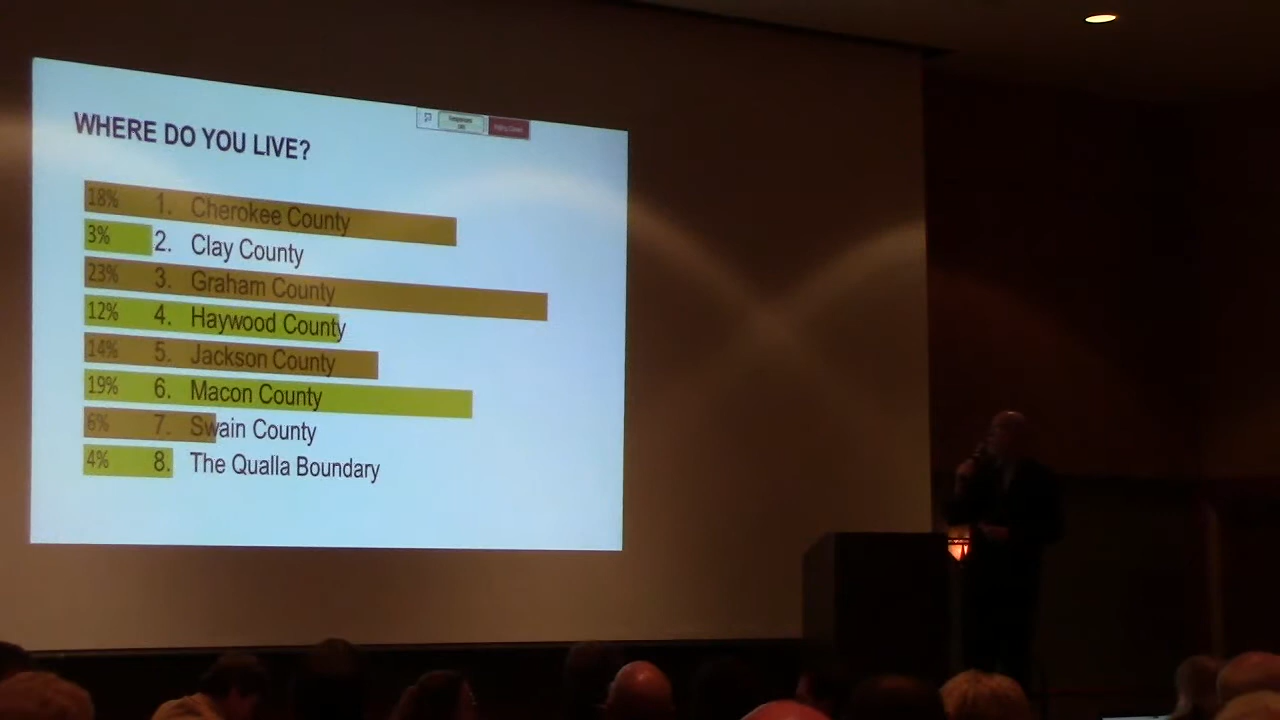 WHERE DO YOU LIVE?
18% 1. Cherokee County
3% 2. Clay County
23% 3. Graham County
12% 4. Haywood County
14% 5. Jackson County
19% 6. Macon County
6% 7. Swain County
4% 8. The Qualla Boundary